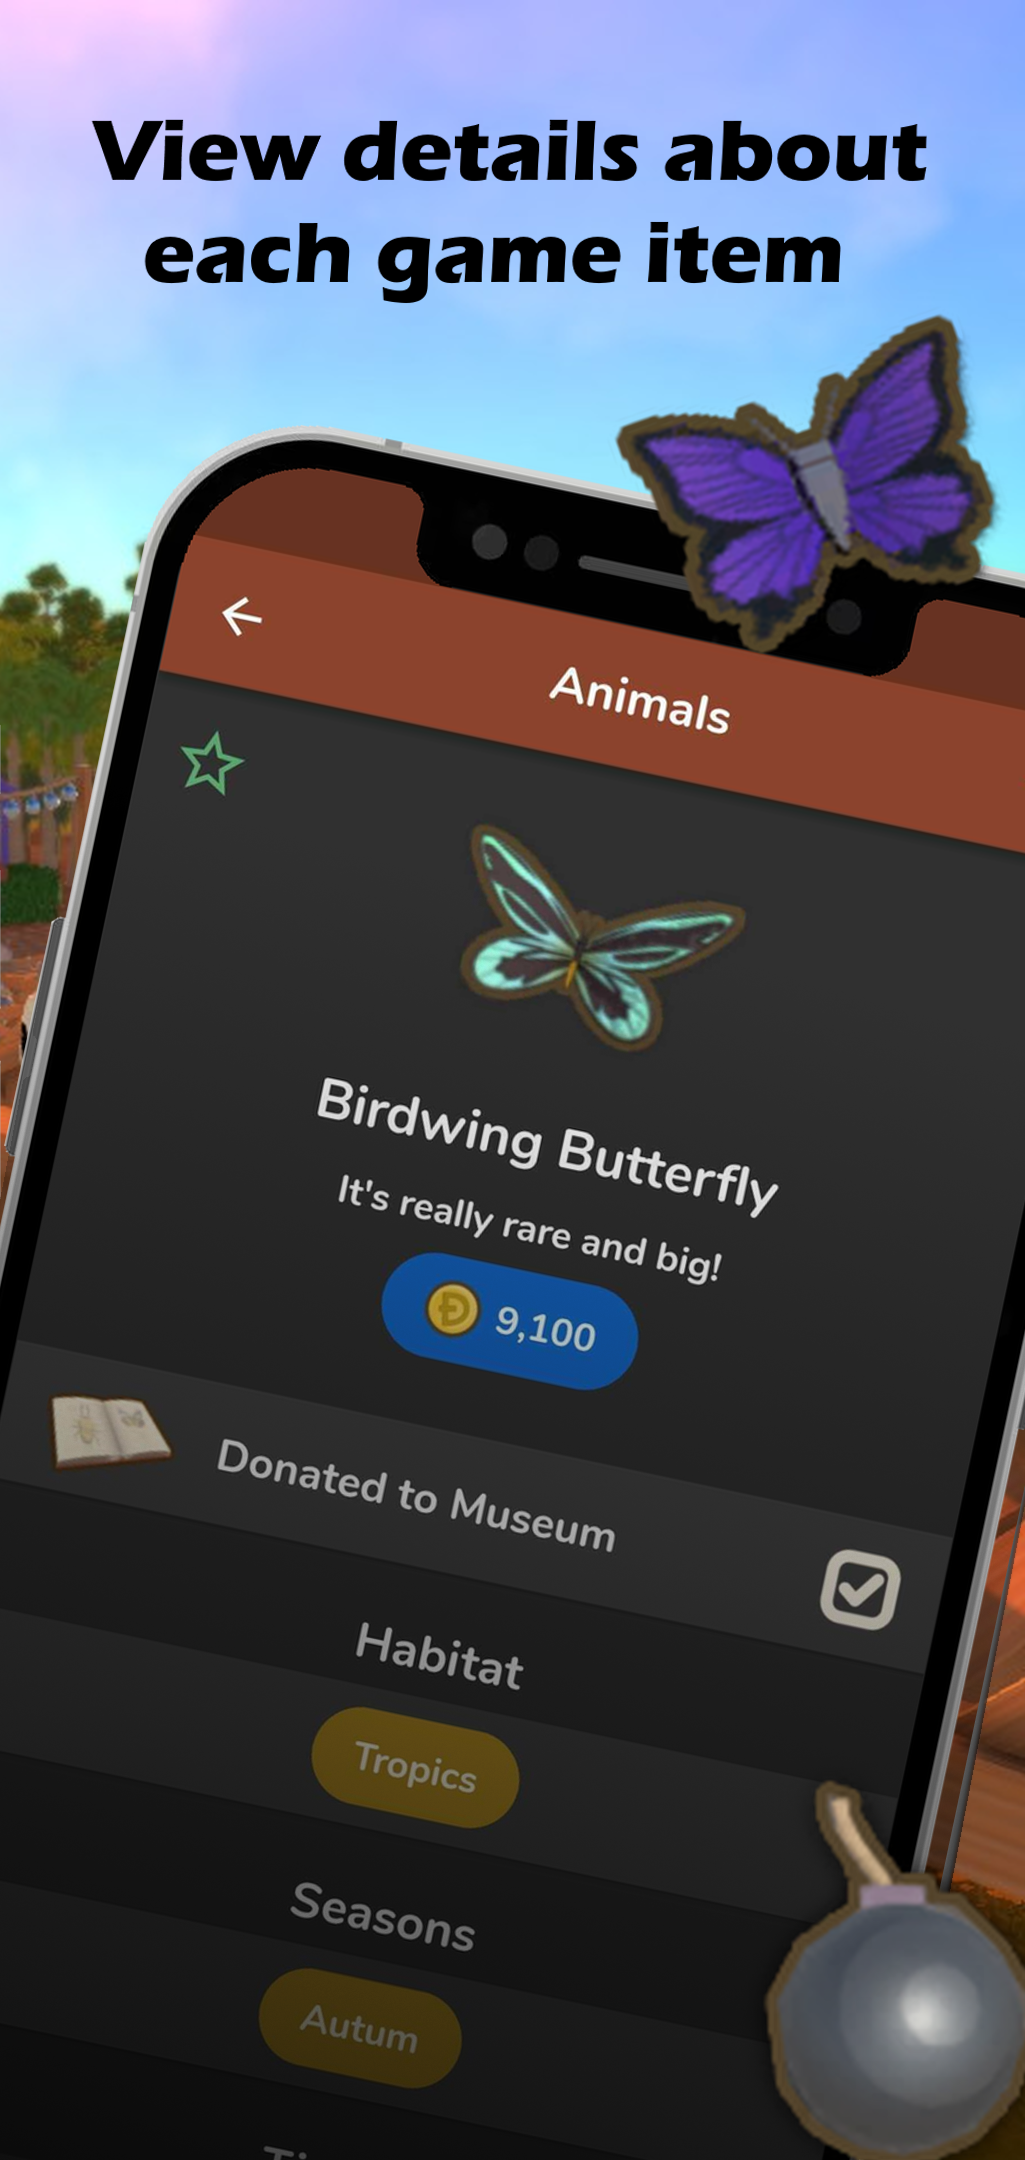 View details about
each game item
Animals
Birdwing Butterfly
It's really rare and big!
9,100
Donated to Museum
Habitat
Tropics
Seasons
Autum